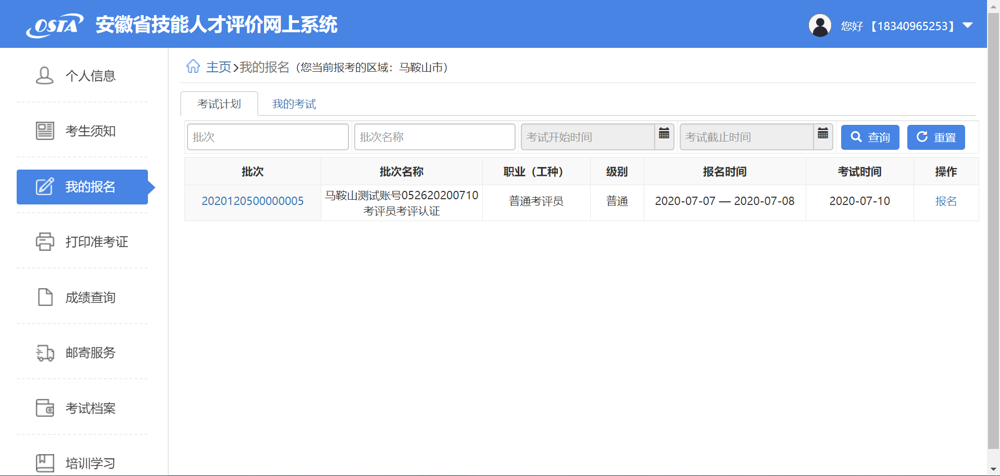 OSTA 安徽省技能人才评价网上系统
您好 【18340965253】
个人信息
考生须知
我的报名
打印准考证
成绩查询
邮寄服务
考试档案
培训学习
主页>我的报名（您当前报考的区域：马鞍山市）
考试计划 我的考试
批次 批次名称 考试开始时间 考试截止时间 查询 重置
批次 批次名称 职业（工种） 级别 报名时间 考试时间 操作
2020120500000005 马鞍山测试账号052620200710 普通考评员 普通 2020-07-07 — 2020-07-08 2020-07-10 报名
考评员考评认证